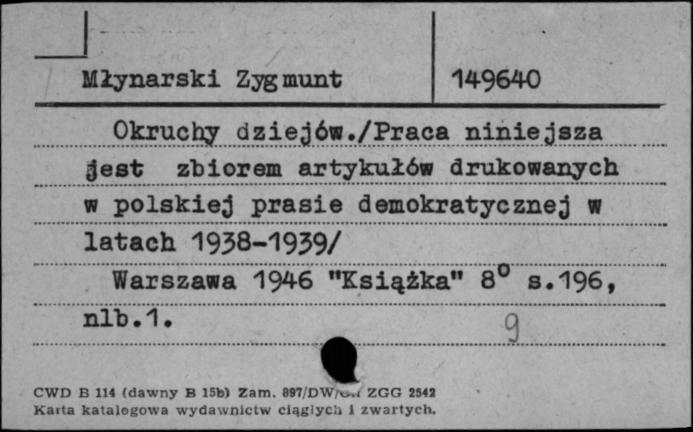 Młynarski Zygmunt 149640
Okruchy dziejów./Praca niniejsza
jest zbiorem artykułów drukowanych
w polskiej prasie demokratycznej w
latach 1938-1939/
Warszawa 1946 "Książka" 8° s.196,
nlb.1.
9
CWD B 114 (dawny B 15b) Zam. 897/DW/ ZGG 2542
Karta katalogowa wydawnictw ciągłych i zwartych.